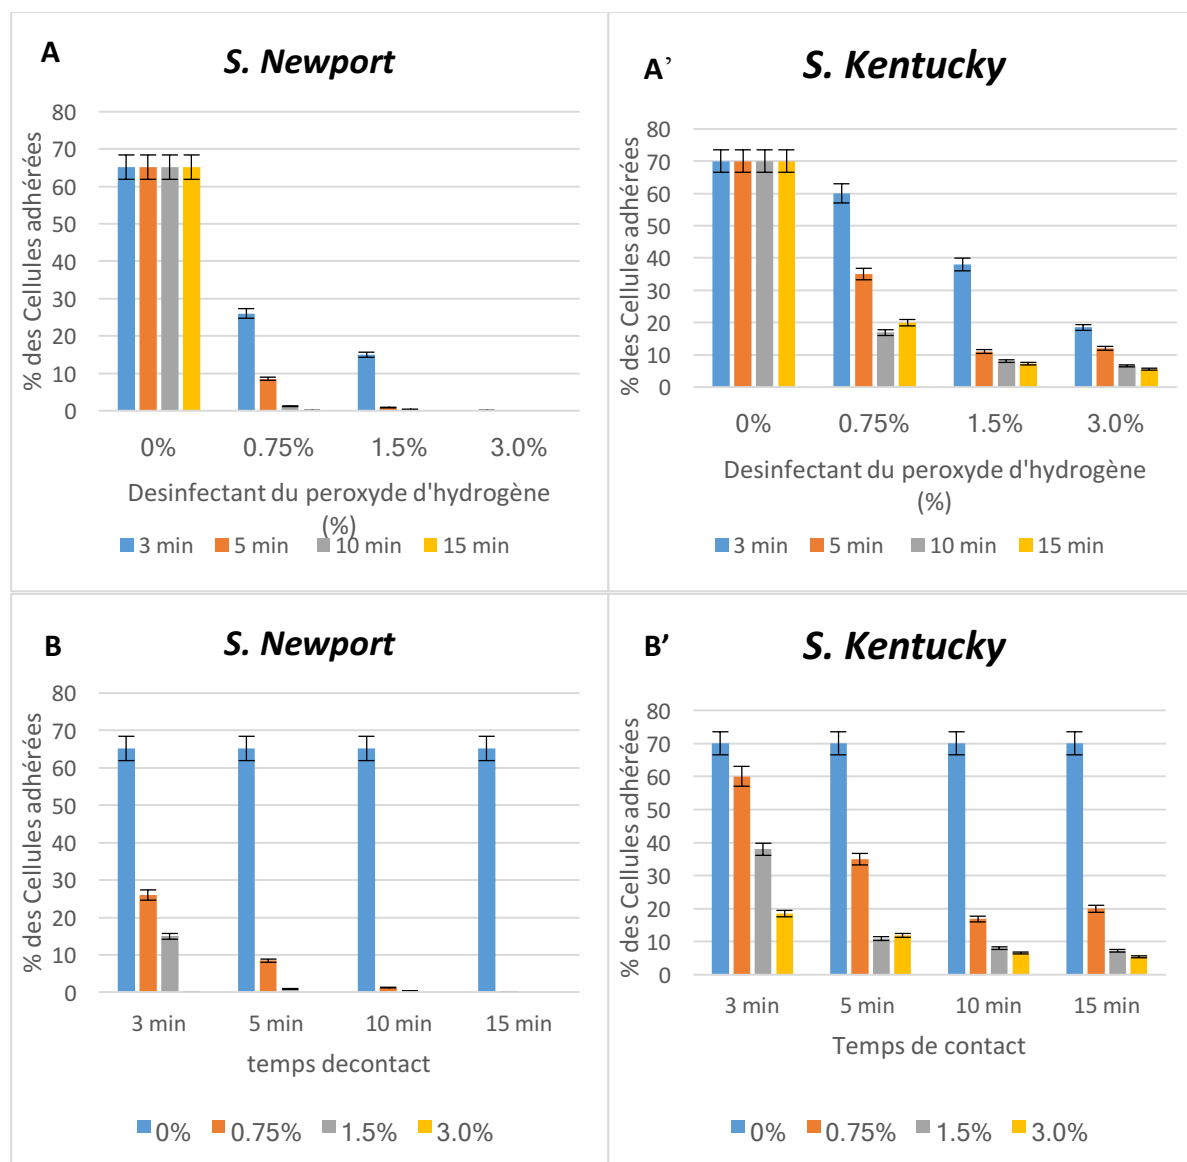 A
S. Newport
% des Cellules adhérées
80
70
60
50
40
30
20
10
0
0% 0.75% 1.5% 3.0%
Desinfectant du peroxyde d'hydrogène
(%)
3 min 5 min 10 min 15 min
A’
S. Kentucky
% des Cellules adhérées
80
70
60
50
40
30
20
10
0
0% 0.75% 1.5% 3.0%
Desinfectant du peroxyde d'hydrogène
(%)
3 min 5 min 10 min 15 min
B
S. Newport
% des Cellules adhérées
80
70
60
50
40
30
20
10
0
3 min 5 min 10 min 15 min
temps decontact
0% 0.75% 1.5% 3.0%
B’
S. Kentucky
% des Cellules adhérées
80
70
60
50
40
30
20
10
0
3 min 5 min 10 min 15 min
Temps de contact
0% 0.75% 1.5% 3.0%